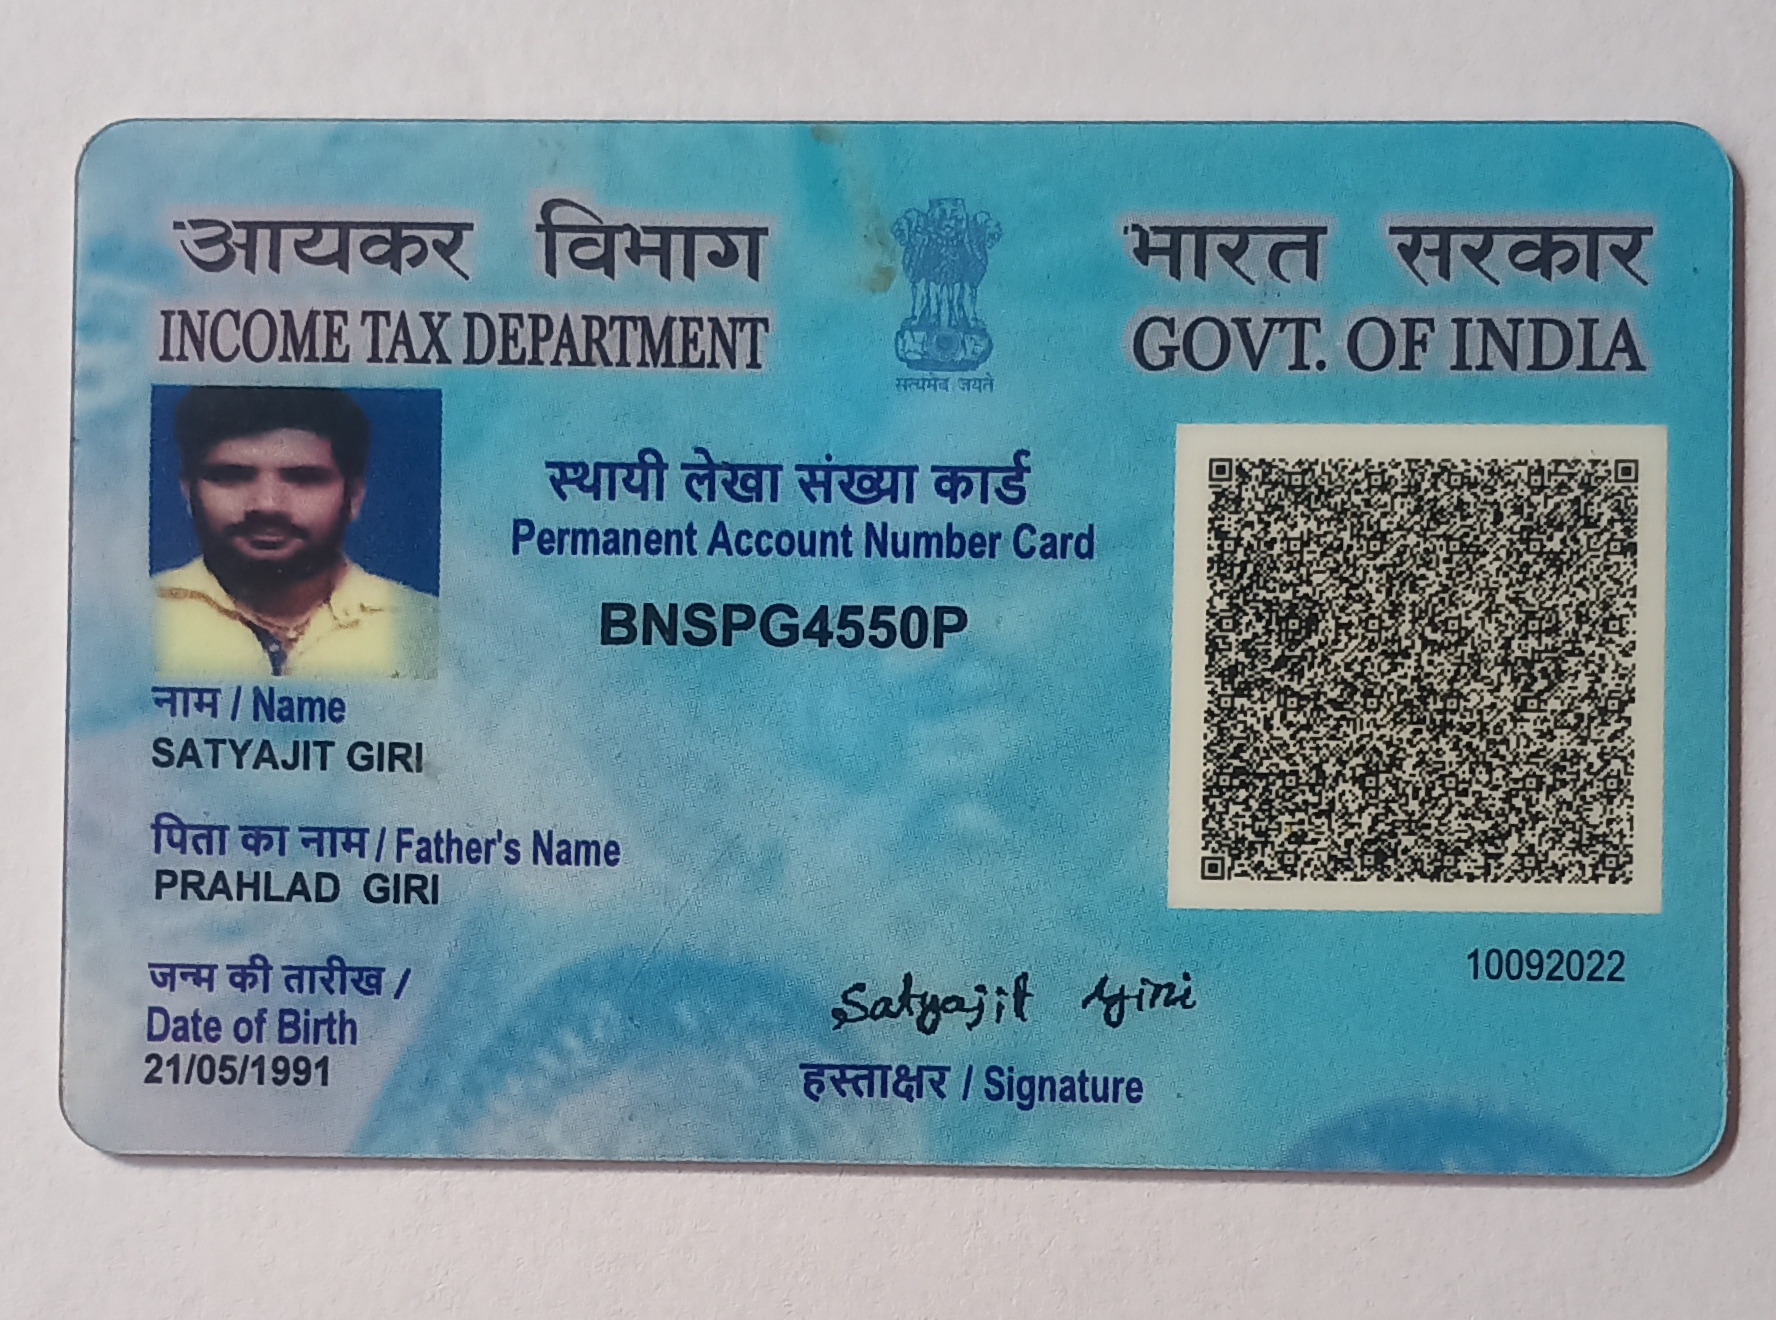 आयकर विभाग
INCOME TAX DEPARTMENT
भारत सरकार
GOVT. OF INDIA
सत्यमेव जयते
स्थायी लेखा संख्या कार्ड
Permanent Account Number Card
BNSPG4550P
नाम / Name
SATYAJIT GIRI
पिता का नाम / Father's Name
PRAHLAD GIRI
जन्म की तारीख /
Date of Birth
21/05/1991
Satyajit Giri
हस्ताक्षर / Signature
10092022